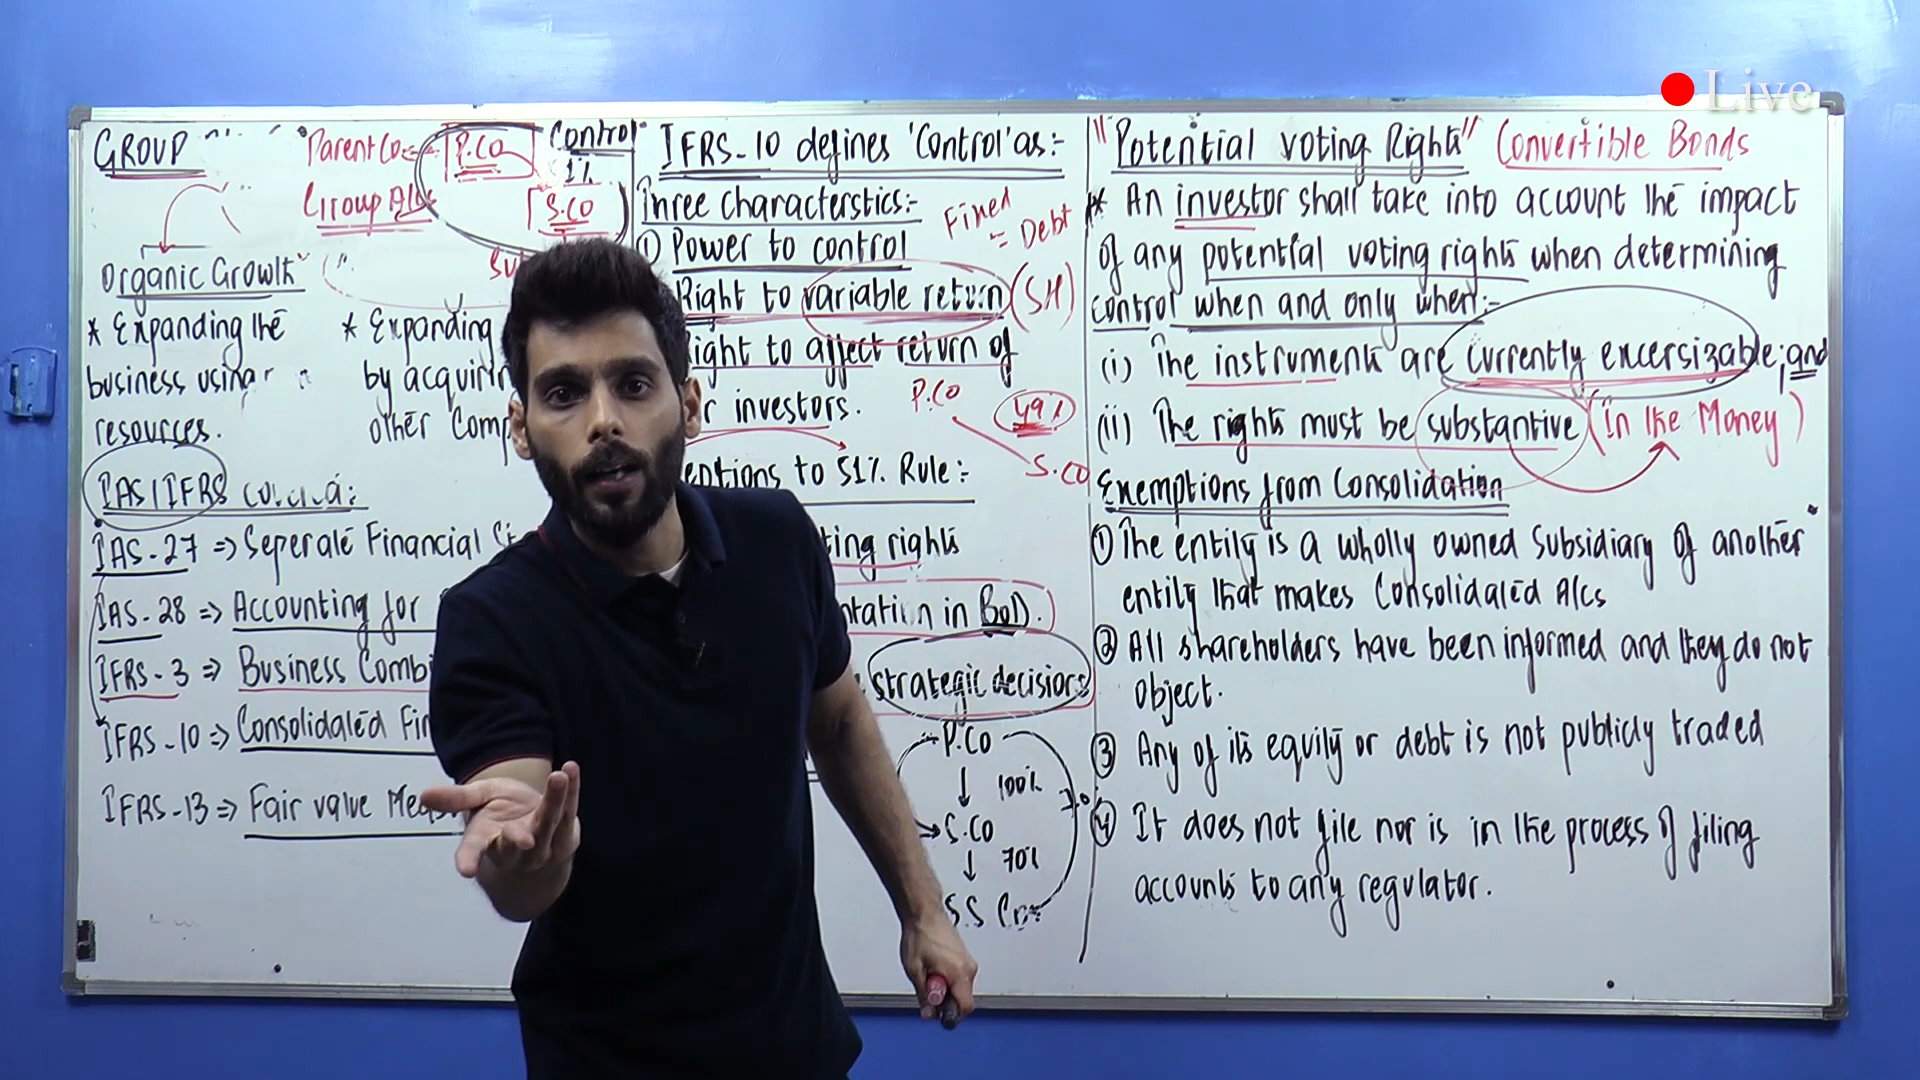 Live
GROUP
Parent Co:-
P.CO
Group A/cs
Control
51%
S.CO
Organic Growth
* Expanding the
business using
resources.
* Expanding
by acquirin
other Comp
IAS/IFRS
IAS-27 => Seperate Financial St
IAS-28 => Accounting for
IFRS-3 => Business Combi
IFRS-10 => Consolidated Fin
IFRS-13 => Fair value Meas
IFRS-10 defines 'Control' as:-
Three characterstics:-
① Power to control
Right to variable return (SH)
Fixed
= Debt
ight to affect return of
r investors.
P.CO
49%
S.CO
eptions to 51% Rule:-
ting rights
ntation in BoD.
strategic decisions
P.CO
100%
S.CO
70%
"Potential voting Rights" Convertible Bonds
* An investor shall take into account the impact
of any potential voting rights when determining
control when and only when:-
(i) The instruments are currently excersizable; and
(ii) The rights must be substantive (In the Money)
Exemptions from Consolidation
① The entity is a wholly owned subsidiary of another
entity that makes Consolidated A/cs
② All shareholders have been informed and they do not
object.
③ Any of its equity or debt is not publicly traded
④ It does not file nor is in the process of filing
accounts to any regulator.